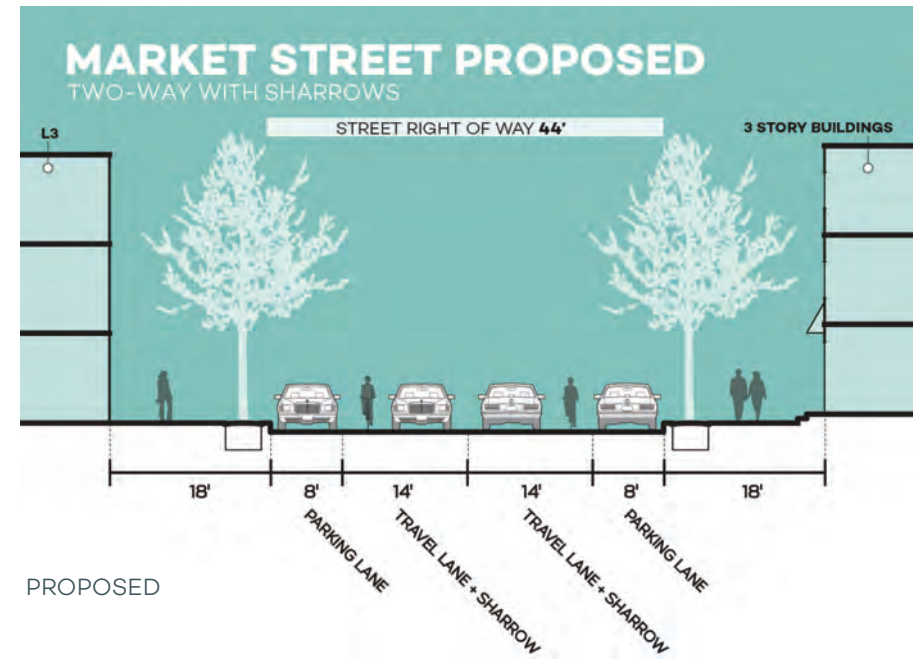 MARKET STREET PROPOSED
TWO-WAY WITH SHARROWS
STREET RIGHT OF WAY 44'
L3
3 STORY BUILDINGS
18' 8' 14' 14' 8' 18'
PARKING LANE
TRAVEL LANE + SHARROW
TRAVEL LANE + SHARROW
PARKING LANE
PROPOSED